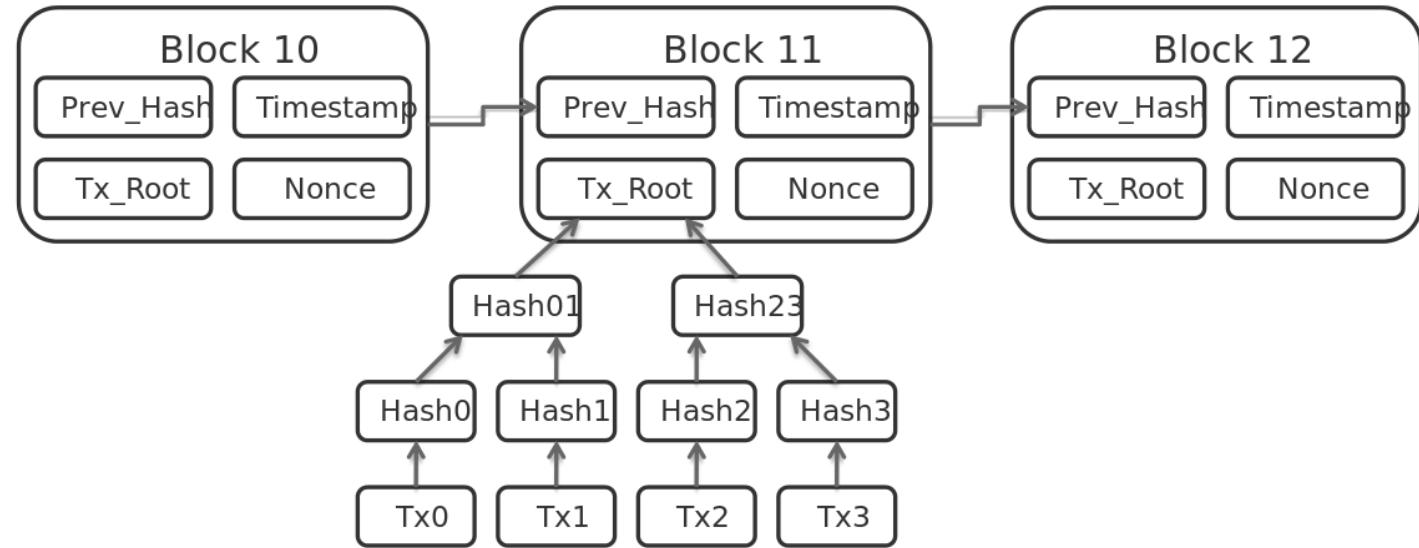 Block 10
Block 11
Block 12
Prev_Hash
Timestamp
Prev_Hash
Timestamp
Prev_Hash
Timestamp
Tx_Root
Nonce
Tx_Root
Nonce
Tx_Root
Nonce
Hash01
Hash23
Hash0
Hash1
Hash2
Hash3
Tx0
Tx1
Tx2
Tx3